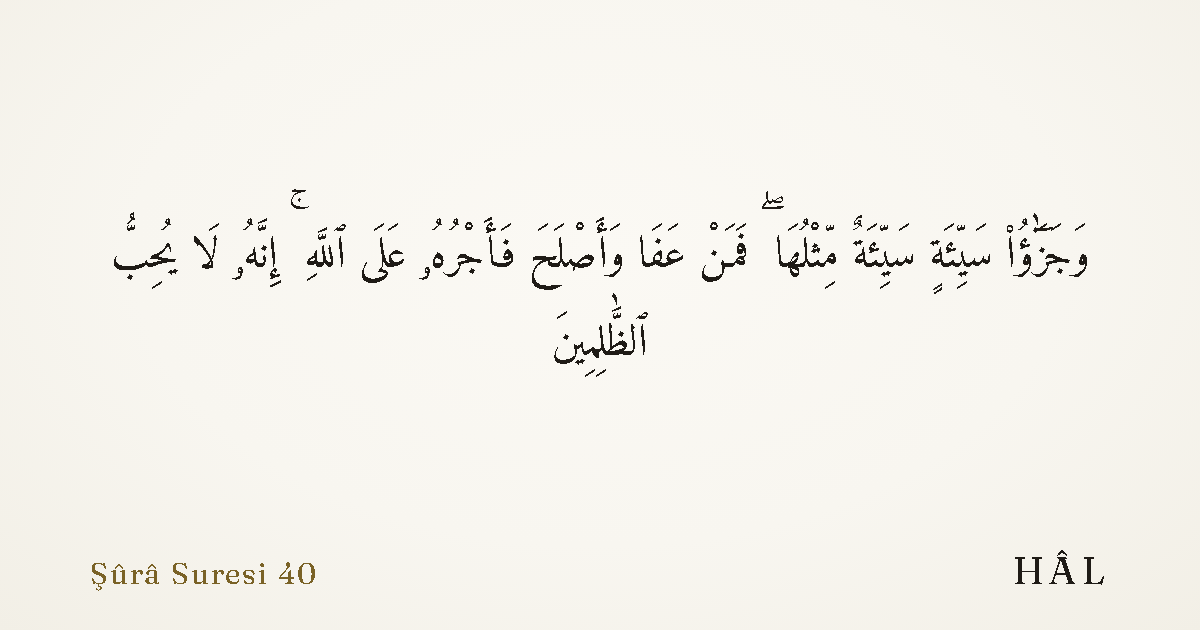 وَجَزَٰٓؤُا۟ سَيِّئَةٍ سَيِّئَةٌ مِّثْلُهَا ۖ فَمَنْ عَفَا وَأَصْلَحَ فَأَجْرُهُۥ عَلَى ٱللَّهِ ۚ إِنَّهُۥ لَا يُحِبُّ
ٱلظَّٰلِمِينَ
Şûrâ Suresi 40
HÂL